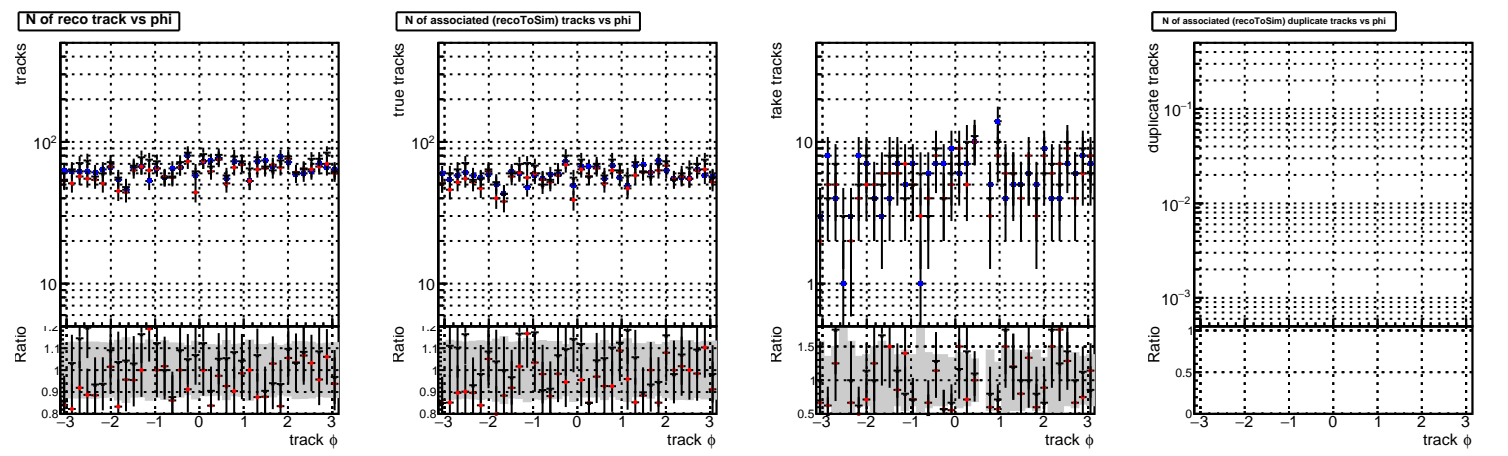 N of reco track vs phi
tracks
10²
10
Ratio
1.2
1.1
1
0.9
0.8
−3 −2 −1 0 1 2 3
track ϕ
N of associated (recoToSim) tracks vs phi
true tracks
10²
10
Ratio
1.2
1.1
1
0.9
0.8
−3 −2 −1 0 1 2 3
track ϕ
fake tracks
10
1
Ratio
1.5
1
0.5
−3 −2 −1 0 1 2 3
track ϕ
N of associated (recoToSim) duplicate tracks vs phi
duplicate tracks
10⁻¹
10⁻²
10⁻³
Ratio
1
0.5
0
−3 −2 −1 0 1 2 3
track ϕ